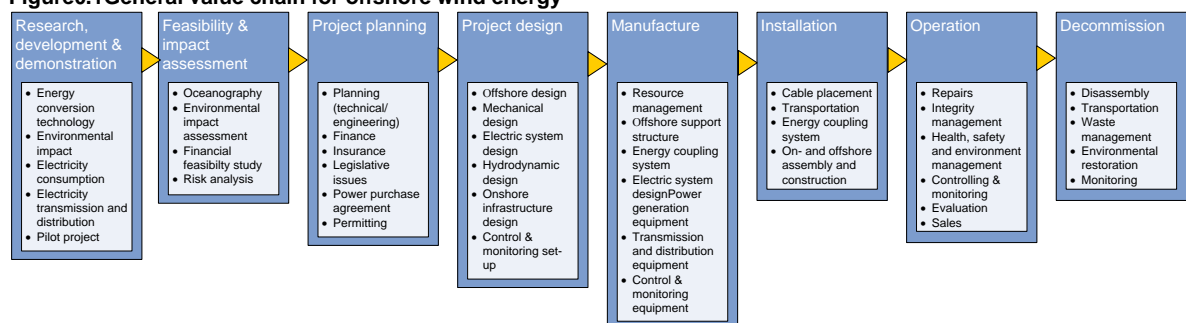 Figure6.1General value chain for offshore wind energy
Research,
development &
demonstration
• Energy
conversion
technology
• Environmental
impact
• Electricity
consumption
• Electricity
transmission and
distribution
• Pilot project
Feasibility &
impact
assessment
• Oceanography
• Environmental
impact
assessment
• Financial
feasibilty study
• Risk analysis
Project planning
• Planning
(technical/
engineering)
• Finance
• Insurance
• Legislative
issues
• Power purchase
agreement
• Permitting
Project design
• Offshore design
• Mechanical
design
• Electric system
design
• Hydrodynamic
design
• Onshore
infrastructure
design
• Control &
monitoring set-
up
Manufacture
• Resource
management
• Offshore support
structure
• Energy coupling
system
• Electric system
designPower
generation
equipment
• Transmission
and distribution
equipment
• Control &
monitoring
equipment
Installation
• Cable placement
• Transportation
• Energy coupling
system
• On- and offshore
assembly and
construction
Operation
• Repairs
• Integrity
management
• Health, safety
and environment
management
• Controlling &
monitoring
• Evaluation
• Sales
Decommission
• Disassembly
• Transportation
• Waste
management
• Environmental
restoration
• Monitoring